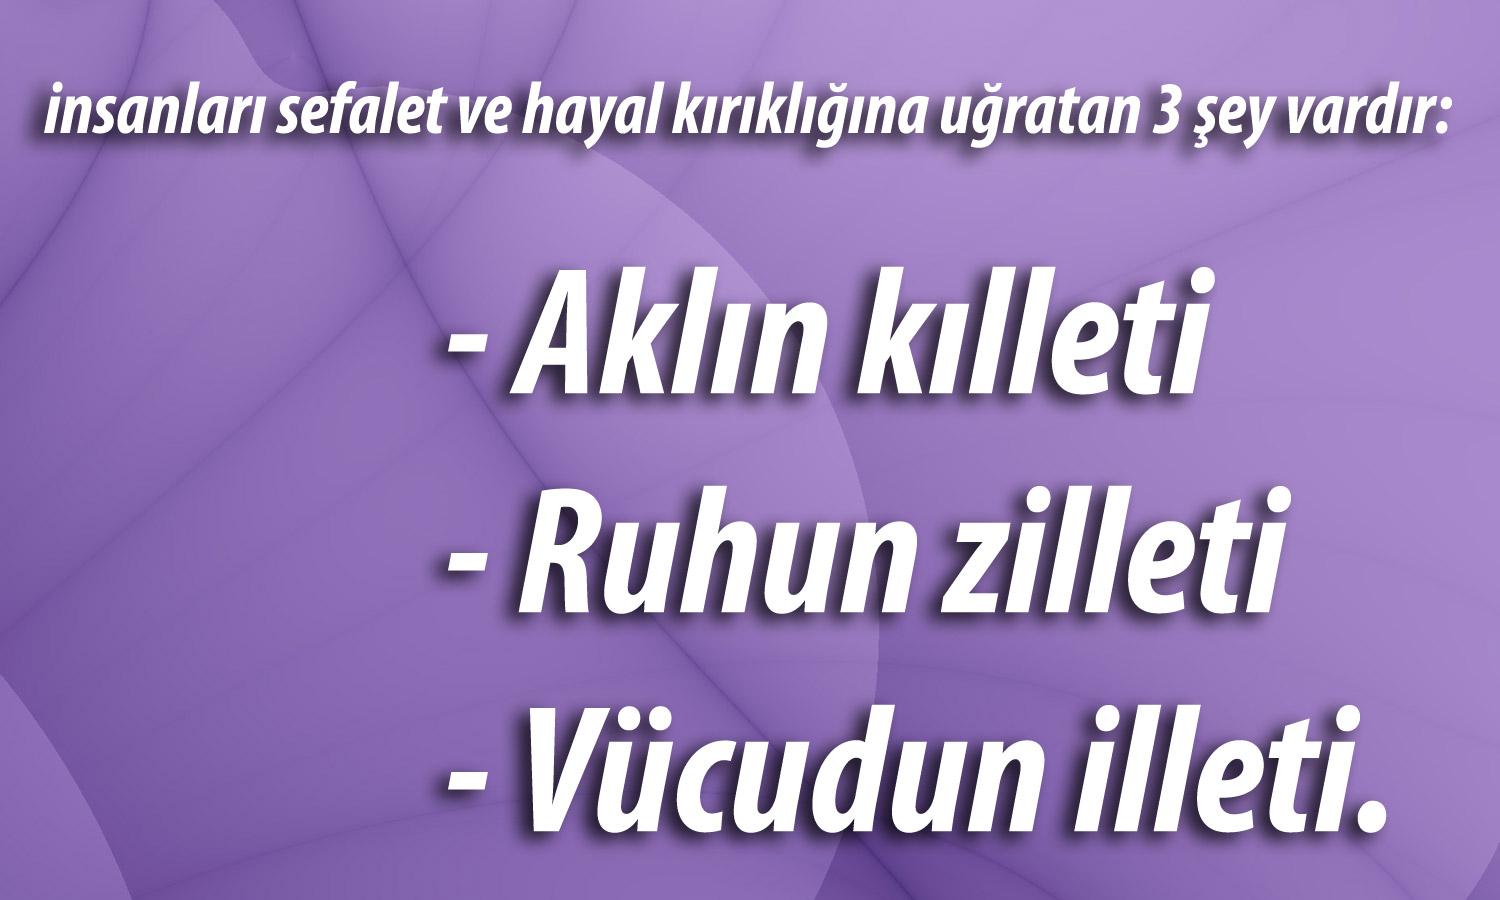 insanları sefalet ve hayal kırıklığına uğratan 3 şey vardır:
- Aklın kılleti
- Ruhun zilleti
- Vücudun illeti.